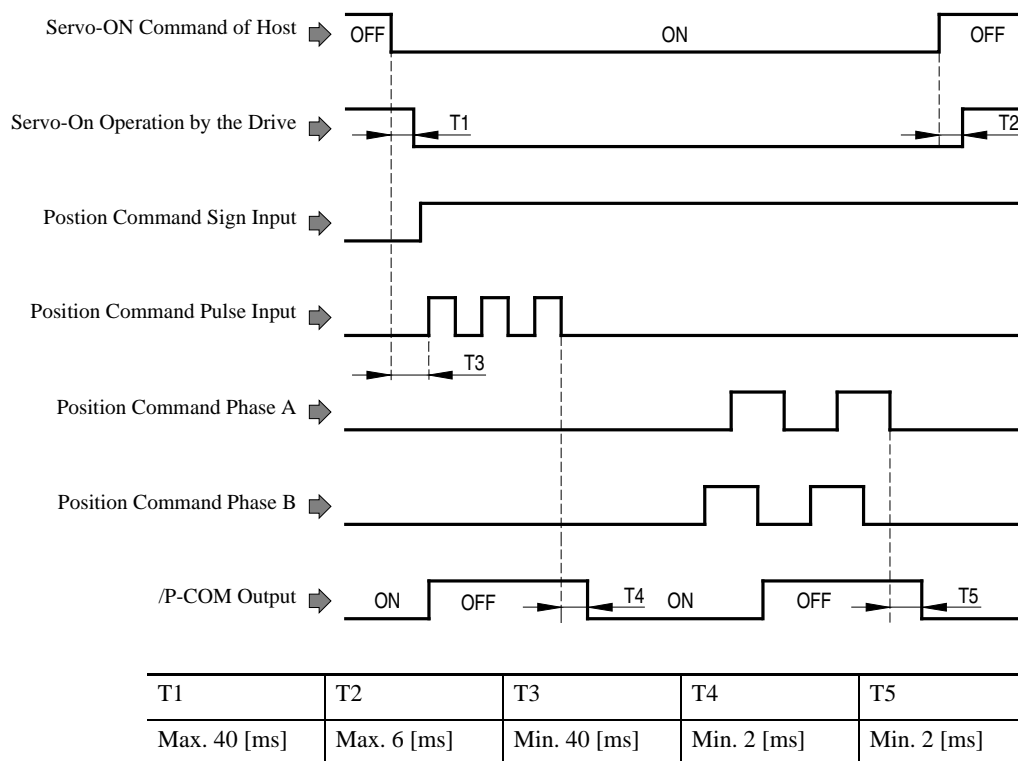 Servo-ON Command of Host OFF ON OFF
Servo-On Operation by the Drive T1 T2
Postion Command Sign Input
Position Command Pulse Input
T3
Position Command Phase A
Position Command Phase B
/P-COM Output ON OFF T4 ON OFF T5
T1 T2 T3 T4 T5
Max. 40 [ms] Max. 6 [ms] Min. 40 [ms] Min. 2 [ms] Min. 2 [ms]